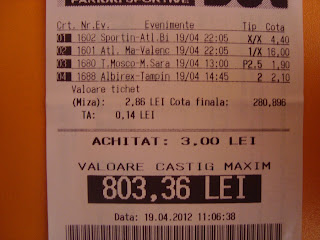 PARIURI SPORTIVE
Crt. Nr.Ev. Evenimente Tip Cota
01 1602 Sportin-Atl.Bi 19/04 22:05 X/X 4,40
02 1601 Atl. Ma-Valenc 19/04 22:05 1/X 16,00
03 1680 T.Mosco-M.Sara 19/04 13:00 P2.5 1,90
04 1688 Albirex-Tampin 19/04 14:45 2 2,10
Valoare tichet
(Miza): 2,86 LEI Cota finala: 280,896
TA: 0,14 LEI
ACHITAT: 3,00 LEI
VALOARE CASTIG MAXIM
803,36 LEI
Data: 19.04.2012 11:06:38